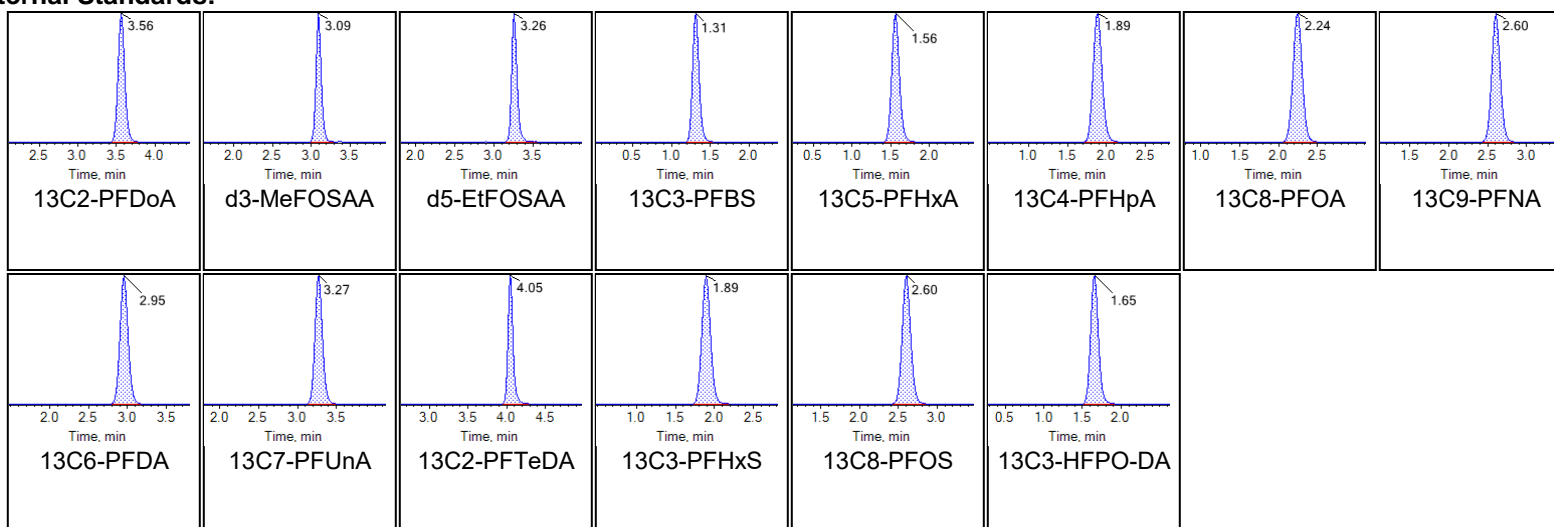 ternal Standards:
3.56
2.5 3.0 3.5 4.0
Time, min
13C2-PFDoA
3.09
2.0 2.5 3.0 3.5
Time, min
d3-MeFOSAA
3.26
2.0 2.5 3.0 3.5
Time, min
d5-EtFOSAA
1.31
0.5 1.0 1.5 2.0
Time, min
13C3-PFBS
1.56
0.5 1.0 1.5 2.0
Time, min
13C5-PFHxA
1.89
1.0 1.5 2.0 2.5
Time, min
13C4-PFHpA
2.24
1.0 1.5 2.0 2.5
Time, min
13C8-PFOA
2.60
1.5 2.0 2.5 3.0
Time, min
13C9-PFNA
2.95
2.0 2.5 3.0 3.5
Time, min
13C6-PFDA
3.27
2.0 2.5 3.0 3.5
Time, min
13C7-PFUnA
4.05
3.0 3.5 4.0 4.5
Time, min
13C2-PFTeDA
1.89
1.0 1.5 2.0 2.5
Time, min
13C3-PFHxS
2.60
1.5 2.0 2.5 3.0
Time, min
13C8-PFOS
1.65
0.5 1.0 1.5 2.0
Time, min
13C3-HFPO-DA